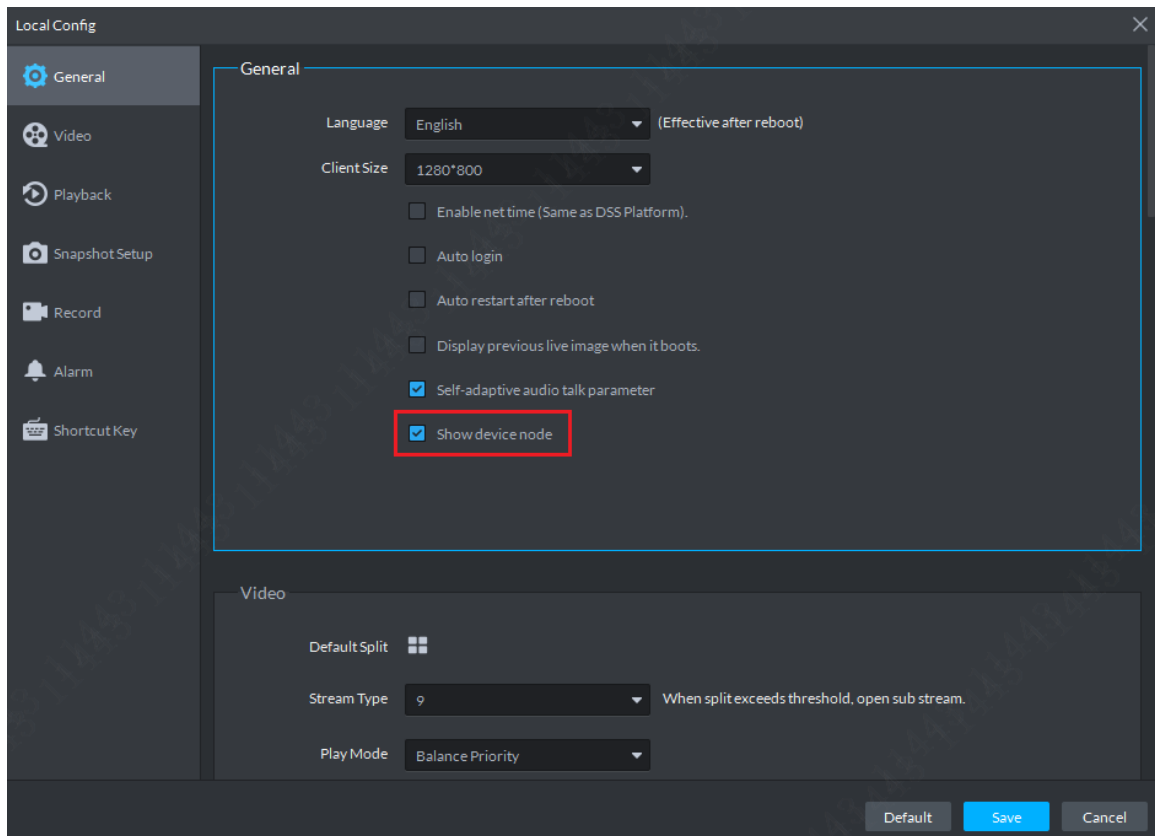 Local Config
General
Video
Playback
Snapshot Setup
Record
Alarm
Shortcut Key
General
Language English (Effective after reboot)
Client Size 1280*800
Enable net time (Same as DSS Platform).
Auto login
Auto restart after reboot
Display previous live image when it boots.
Self-adaptive audio talk parameter
Show device node
Video
Default Split
Stream Type 9 When split exceeds threshold, open sub stream.
Play Mode Balance Priority
Default Save Cancel